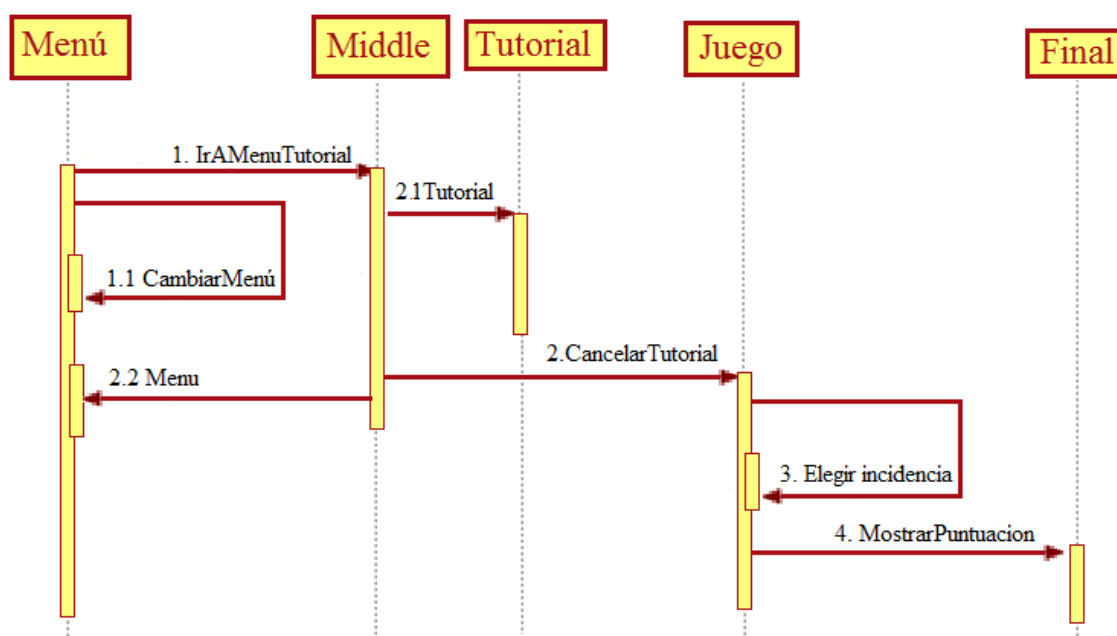 Menú
Middle
Tutorial
Juego
Final
1. IrAMenuTutorial
2.1Tutorial
1.1 CambiarMenú
2.CancelarTutorial
2.2 Menu
3. Elegir incidencia
4. MostrarPuntuacion